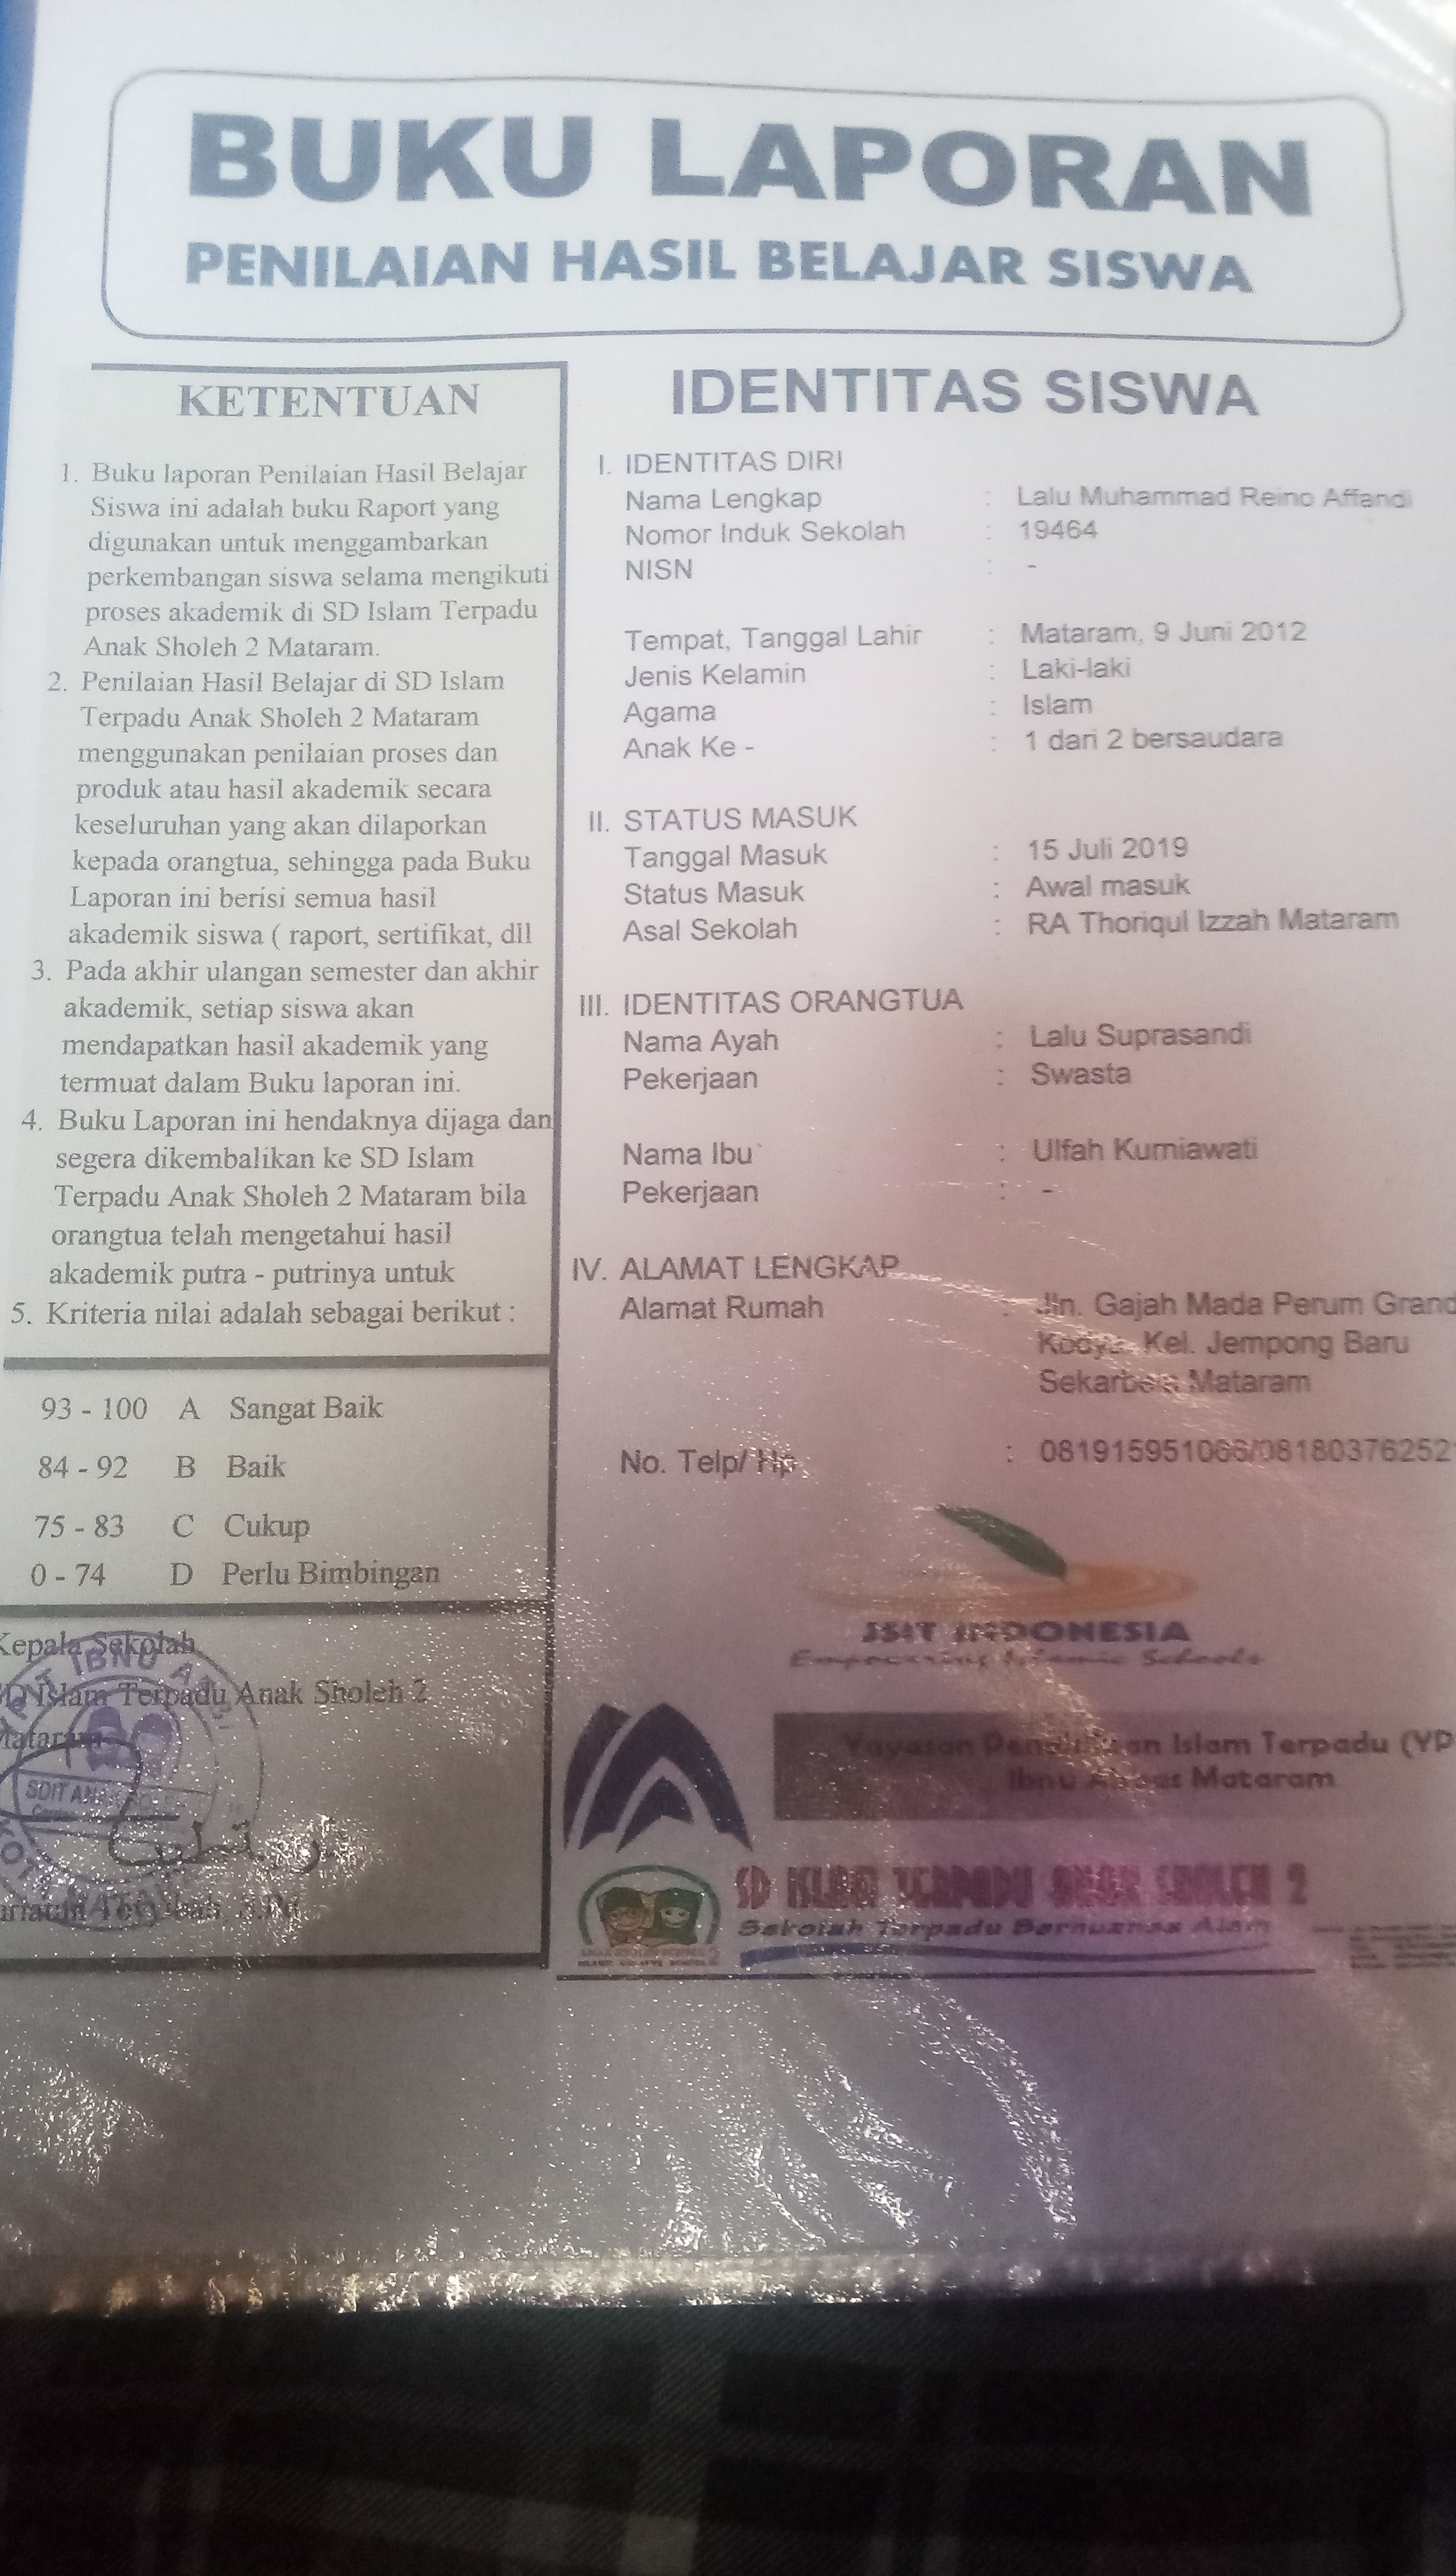 BUKU LAPORAN
PENILAIAN HASIL BELAJAR SISWA
KETENTUAN
1. Buku laporan Penilaian Hasil Belajar
Siswa ini adalah buku Raport yang
digunakan untuk menggambarkan
perkembangan siswa selama mengikuti
proses akademik di SD Islam Terpadu
Anak Sholeh 2 Mataram.
2. Penilaian Hasil Belajar di SD Islam
Terpadu Anak Sholeh 2 Mataram
menggunakan penilaian proses dan
produk atau hasil akademik secara
keseluruhan yang akan dilaporkan
kepada orangtua, sehingga pada Buku
Laporan ini berisi semua hasil
akademik siswa ( raport, sertifikat, dll
3. Pada akhir ulangan semester dan akhir
akademik, setiap siswa akan
mendapatkan hasil akademik yang
termuat dalam Buku laporan ini.
4. Buku Laporan ini hendaknya dijaga dan
segera dikembalikan ke SD Islam
Terpadu Anak Sholeh 2 Mataram bila
orangtua telah mengetahui hasil
akademik putra - putrinya untuk
5. Kriteria nilai adalah sebagai berikut :
93 - 100 A Sangat Baik
84 - 92 B Baik
75 - 83 C Cukup
0 - 74 D Perlu Bimbingan
Kepala Sekolah
SD Islam Terpadu Anak Sholeh 2
Mataram
IBNU
SDIT
IDENTITAS SISWA
I. IDENTITAS DIRI
Nama Lengkap : Lalu Muhammad Reino Affandi
Nomor Induk Sekolah : 19464
NISN : -
Tempat, Tanggal Lahir : Mataram, 9 Juni 2012
Jenis Kelamin : Laki-laki
Agama : Islam
Anak Ke - : 1 dari 2 bersaudara
II. STATUS MASUK
Tanggal Masuk : 15 Juli 2019
Status Masuk : Awal masuk
Asal Sekolah : RA Thoriqul Izzah Mataram
III. IDENTITAS ORANGTUA
Nama Ayah : Lalu Suprasandi
Pekerjaan : Swasta
Nama Ibu : Ulfah Kurniawati
Pekerjaan : -
IV. ALAMAT LENGKAP
Alamat Rumah : Jln. Gajah Mada Perum Grand
Kodya Kel. Jempong Baru
Sekarbela Mataram
No. Telp/ Hp : 081915951066/08180376252
JSIT INDONESIA
Empowering Islamic Schools
Yayasan Pendidikan Islam Terpadu (YP
Ibnu Abbas Mataram
SD ISLAM TERPADU ANAK SHOLEH 2
Sekolah Terpadu Bernuansa Alam